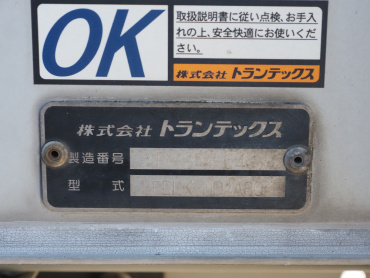 OK
取扱説明書に従い点検、お手入
れの上、安全快適にお使いくだ
さい。
株式会社 トランテックス
株式会社 トランテックス
製造番号
型式